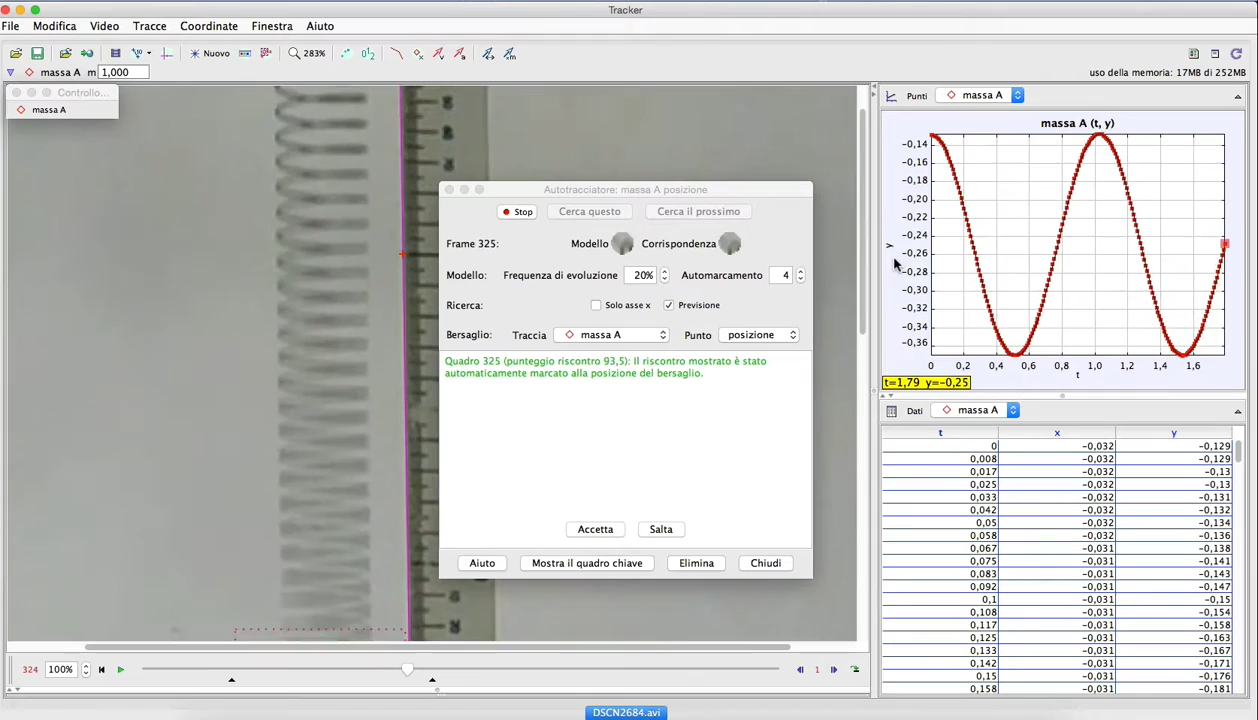 Tracker
File Modifica Video Tracce Coordinate Finestra Aiuto
Nuovo 283%
massa A m 1,000
uso della memoria: 17MB di 252MB
Controllo...
massa A
Autotracciatore: massa A posizione
Stop Cerca questo Cerca il prossimo
Frame 325: Modello Corrispondenza
Modello: Frequenza di evoluzione 20% Automarcamento 4
Ricerca: Solo asse x Previsione
Bersaglio: Traccia massa A Punto posizione
Quadro 325 (punteggio riscontro 93,5): Il riscontro mostrato è stato
automaticamente marcato alla posizione del bersaglio.
Accetta Salta
Aiuto Mostra il quadro chiave Elimina Chiudi
324 100% 1
Punti massa A
massa A (t, y)
-0,14
-0,16
-0,18
-0,20
-0,22
-0,24
-0,26
-0,28
-0,30
-0,32
-0,34
-0,36
y
0 0,2 0,4 0,6 0,8 1,0 1,2 1,4 1,6
t
t=1,79 y=-0,25
Dati massa A
t x y
0 -0,032 -0,129
0,008 -0,032 -0,129
0,017 -0,032 -0,13
0,025 -0,032 -0,13
0,033 -0,032 -0,131
0,042 -0,032 -0,132
0,05 -0,032 -0,134
0,058 -0,032 -0,136
0,067 -0,031 -0,138
0,075 -0,031 -0,141
0,083 -0,031 -0,143
0,092 -0,031 -0,147
0,1 -0,031 -0,15
0,108 -0,031 -0,154
0,117 -0,031 -0,158
0,125 -0,031 -0,163
0,133 -0,031 -0,167
0,142 -0,031 -0,171
0,15 -0,031 -0,176
0,158 -0,031 -0,181
DSCN2684.avi